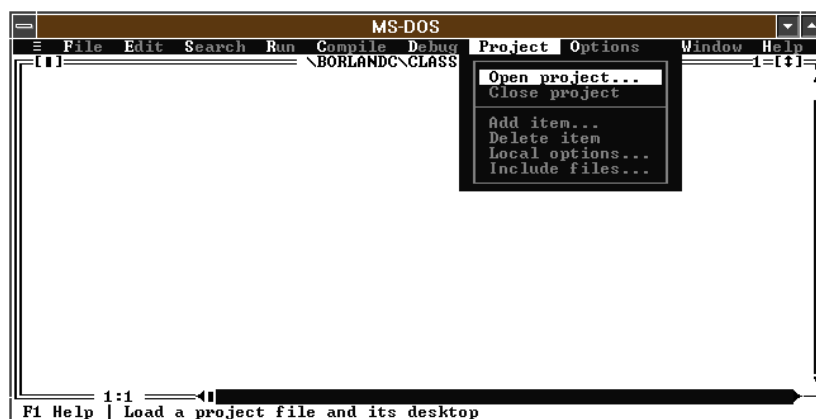 MS-DOS
≡ File Edit Search Run Compile Debug Project Options Window Help
[▮] \BORLANDC\CLASS 1=[↕]
Open project...
Close project
Add item...
Delete item
Local options...
Include files...
1:1
F1 Help | Load a project file and its desktop